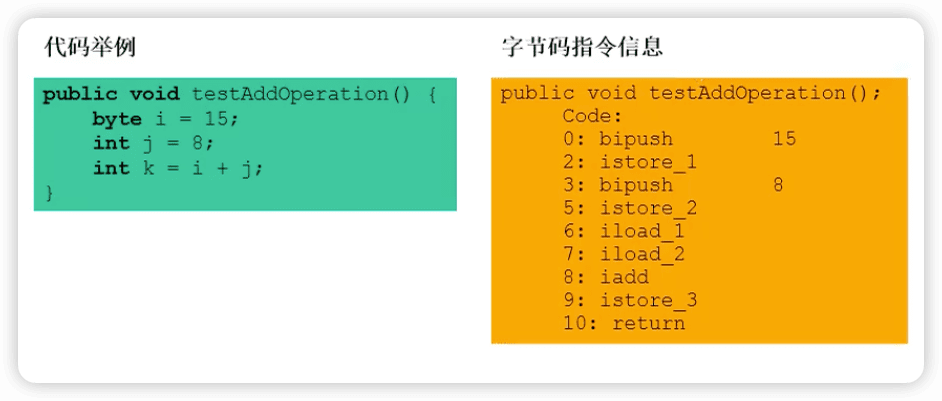 代码举例
public void testAddOperation() {
    byte i = 15;
    int j = 8;
    int k = i + j;
}
字节码指令信息
public void testAddOperation();
     Code:
     0: bipush        15
     2: istore_1
     3: bipush        8
     5: istore_2
     6: iload_1
     7: iload_2
     8: iadd
     9: istore_3
     10: return